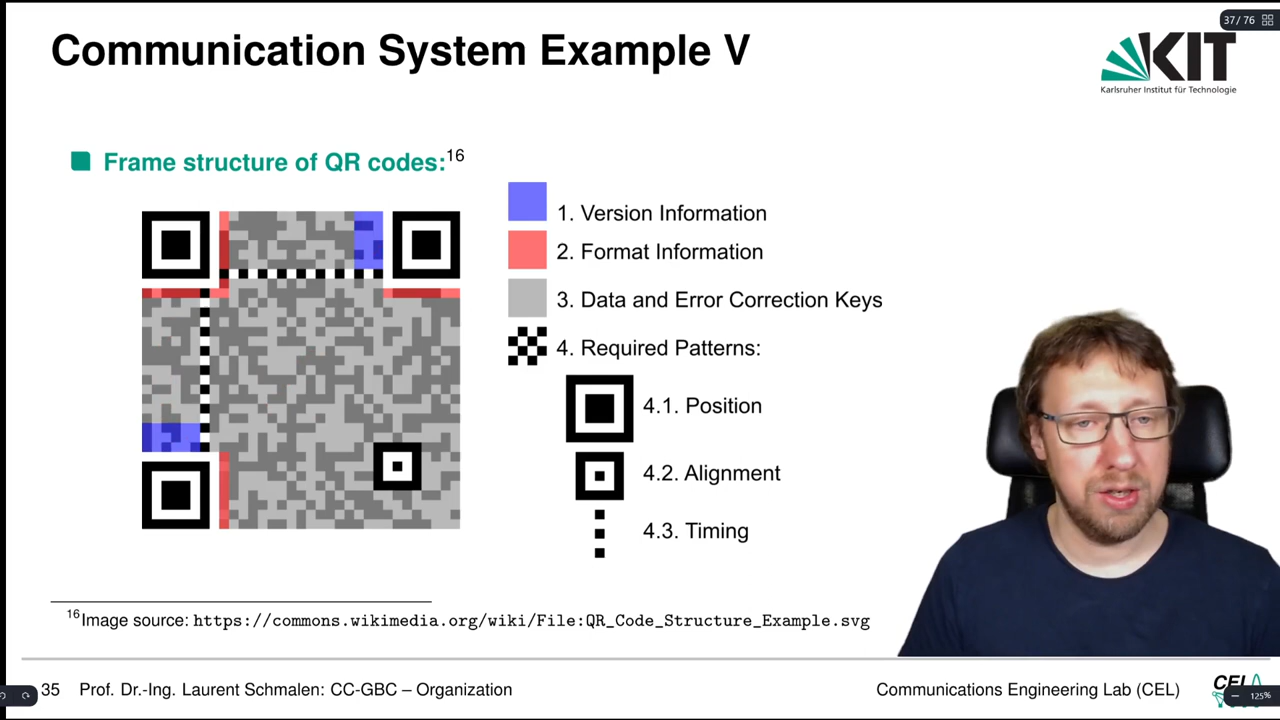 Communication System Example V
37 / 76
KIT
Karlsruher Institut für Technologie
Frame structure of QR codes:16
1. Version Information
2. Format Information
3. Data and Error Correction Keys
4. Required Patterns:
4.1. Position
4.2. Alignment
4.3. Timing
16Image source: https://commons.wikimedia.org/wiki/File:QR_Code_Structure_Example.svg
35 Prof. Dr.-Ing. Laurent Schmalen: CC-GBC – Organization
Communications Engineering Lab (CEL)
CEL
125%